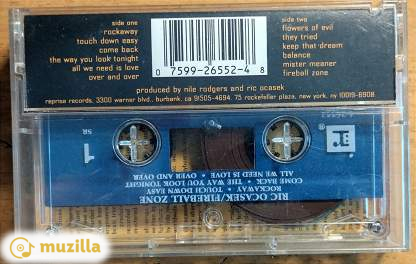 side one
rockaway
touch down easy
come back
the way you look tonight
all we need is love
over and over
0 7599-26552-4 8
side two
flowers of evil
they tried
keep that dream
balance
mister meaner
fireball zone
produced by nile rodgers and ric ocasek
reprise records, 3300 warner blvd., burbank, ca 91505-4694. 75 rockefeller plaza, new york, ny 10019-6908.
1
SR
RIC OCASEK/FIREBALL ZONE
ROCKAWAY • TOUCH DOWN EASY
COME BACK • THE WAY YOU LOOK TONIGHT
ALL WE NEED IS LOVE • OVER AND OVER
muzilla